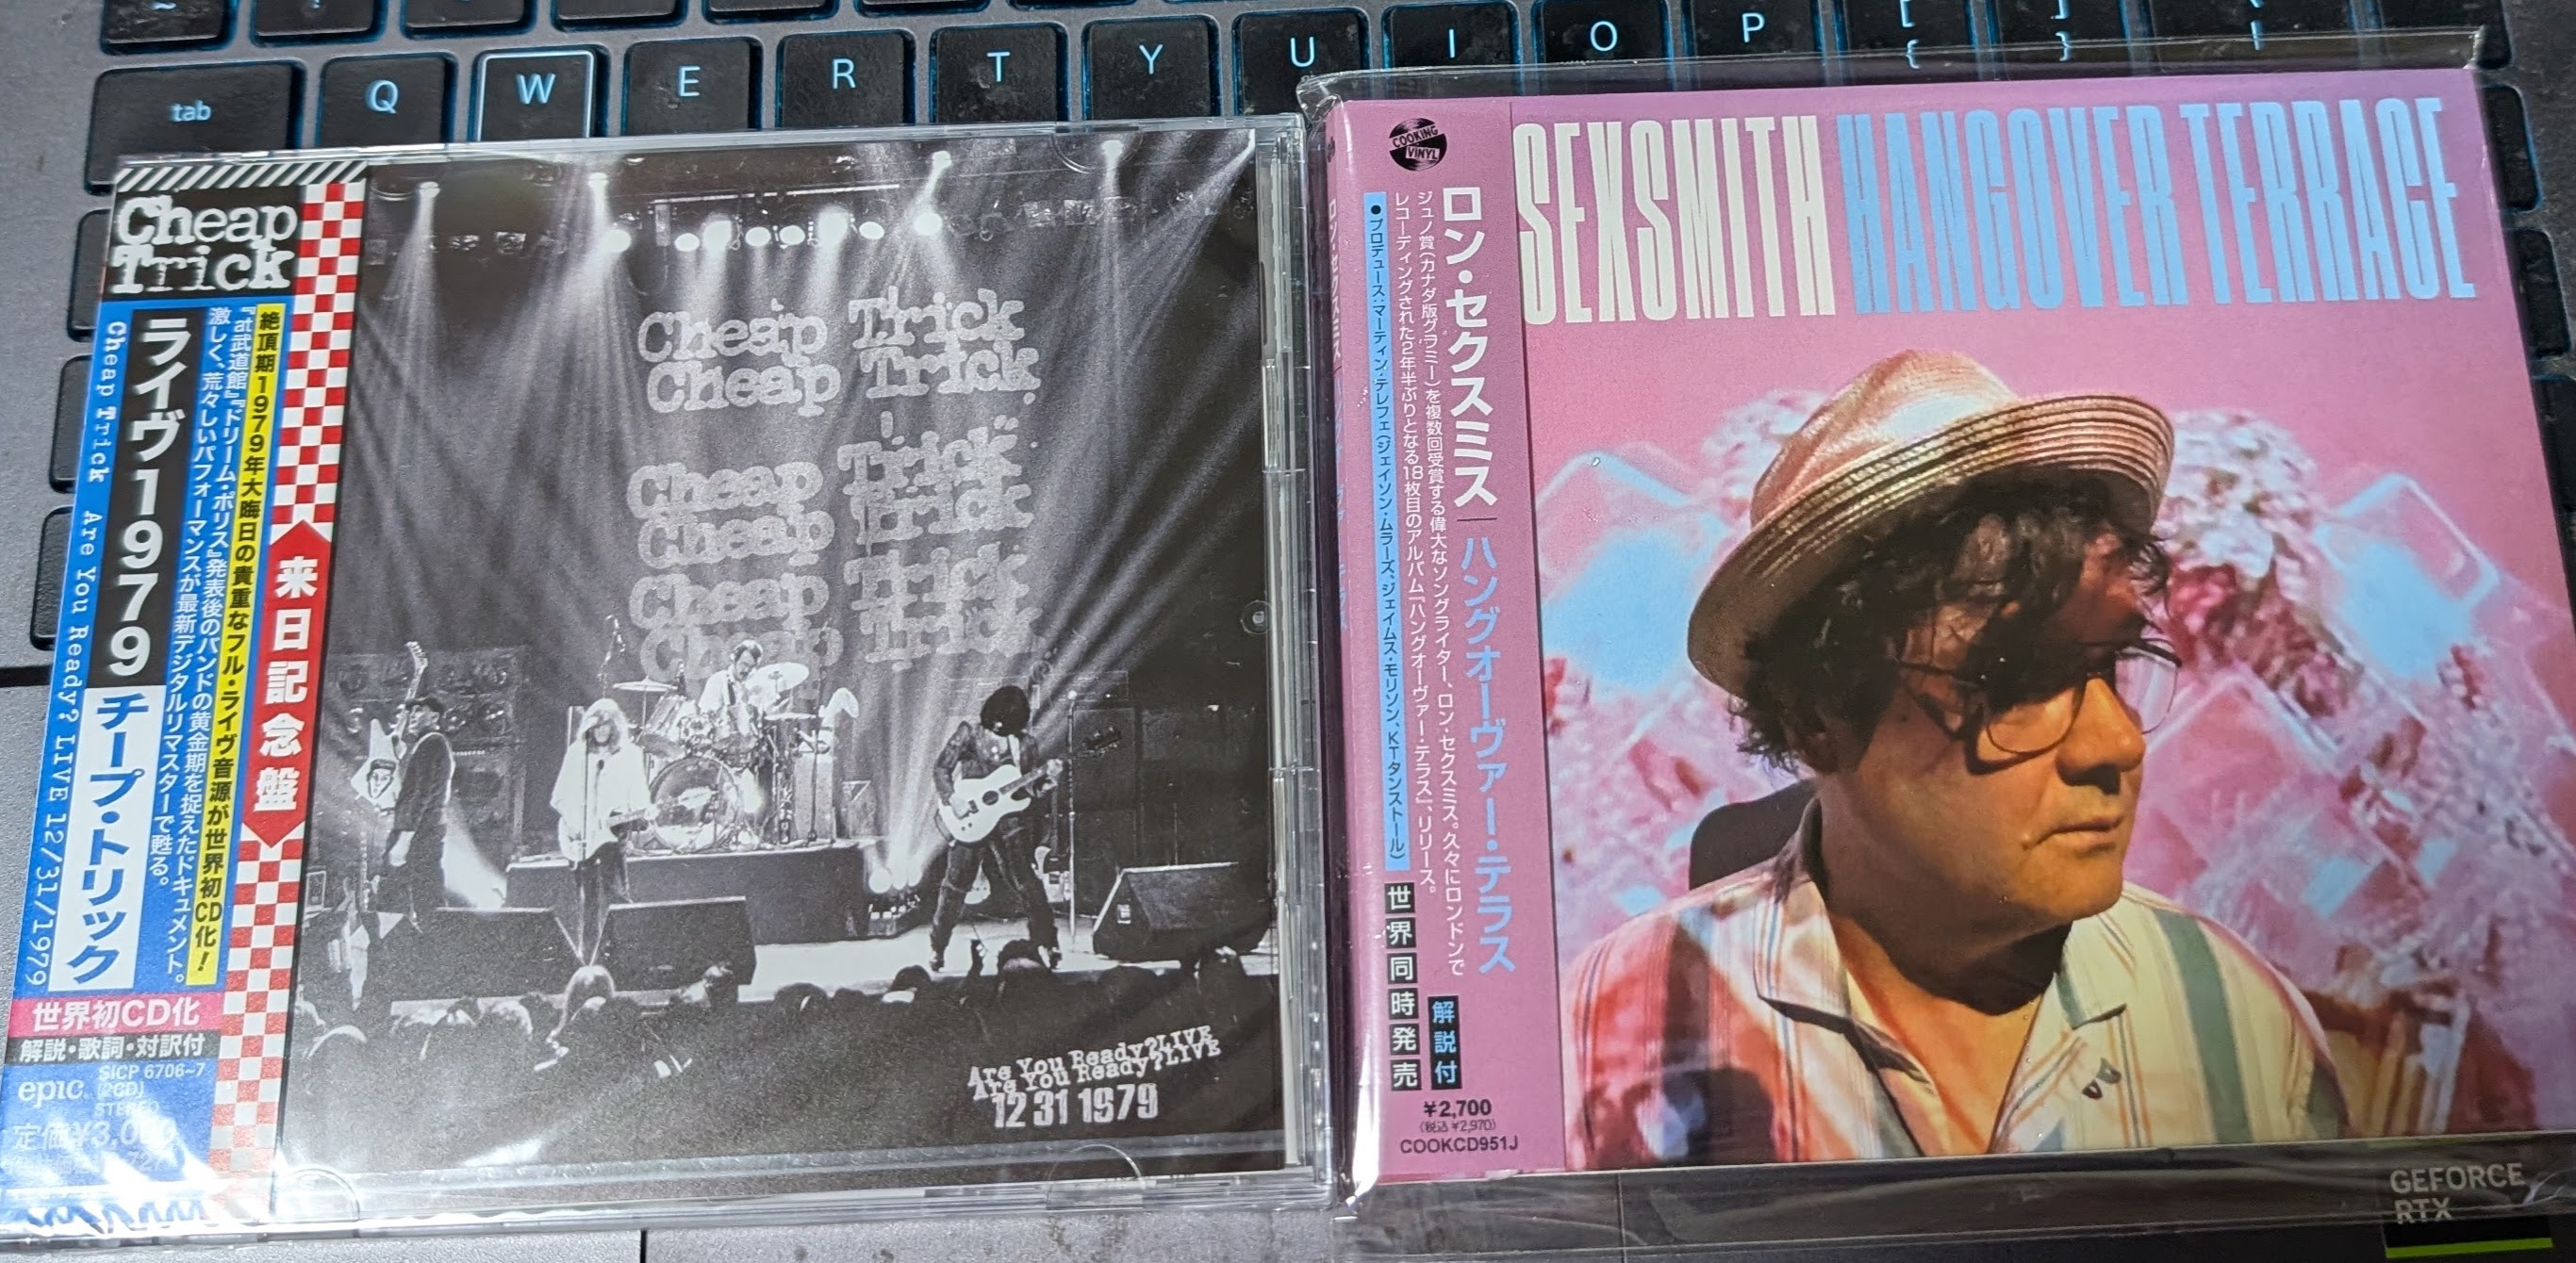 tab
Q
W
E
R
T
Y
U
I
O
P
[
{
]
}
Cheap
Trick
来日記念盤
絶頂期1979年大晦日の貴重なフル・ライヴ音源が世界初CD化!
『at武道館』『ドリーム・ポリス』発表後のバンドの黄金期を捉えたドキュメント。
激しく、荒々しいパフォーマンスが最新デジタルリマスターで甦る。
ライヴ1979 チープ・トリック
Cheap Trick Are You Ready? LIVE 12/31/1979
世界初CD化
解説・歌詞・対訳付
epic
SICP 6706~7
[2CD]
STEREO
Cheap Trick
Cheap Trick
Cheap Trick
Cheap Trick
Cheap Trick
Cheap Trick
Are You Ready?LIVE
Are You Ready?LIVE
12 31 1979
COOKING
VINYL
ロン・セクスミス|ハングオーヴァー・テラス
ジュノ賞(カナダ版グラミー)を複数回受賞する偉大なソングライター、ロン・セクスミス。久々にロンドンで
レコーディングされた2年半ぶりとなる18枚目のアルバム『ハングオーヴァー・テラス』、リリース。
●プロデュース:マーティン・テレフェ(ジェイソン・ムラーズ、ジェイムス・モリソン、KTタンストール)
世界同時発売
解説付
¥2,700
(税込 ¥2,970)
COOKCD951J
SEXSMITH HANGOVER TERRACE
GEFORCE
RTX